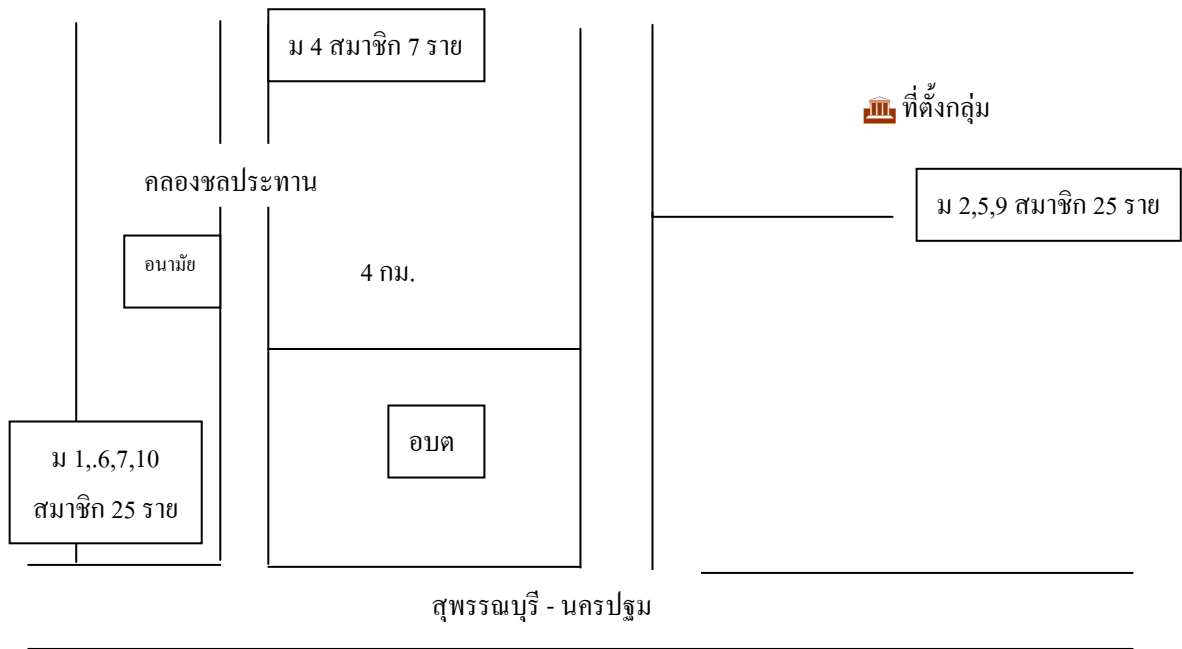 ม 4 สมาชิก 7 ราย
ที่ตั้งกลุ่ม
คลองชลประทาน
ม 2,5,9 สมาชิก 25 ราย
อนามัย
4 กม.
อบต
ม 1,.6,7,10
สมาชิก 25 ราย
สุพรรณบุรี - นครปฐม